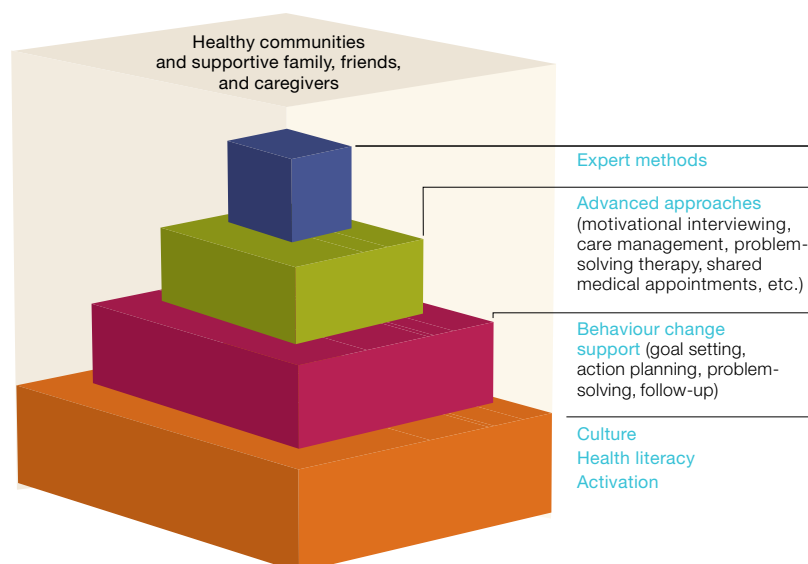 Healthy communities
and supportive family, friends,
and caregivers
Expert methods
Advanced approaches
(motivational interviewing,
care management, problem-
solving therapy, shared
medical appointments, etc.)
Behaviour change
support (goal setting,
action planning, problem-
solving, follow-up)
Culture
Health literacy
Activation